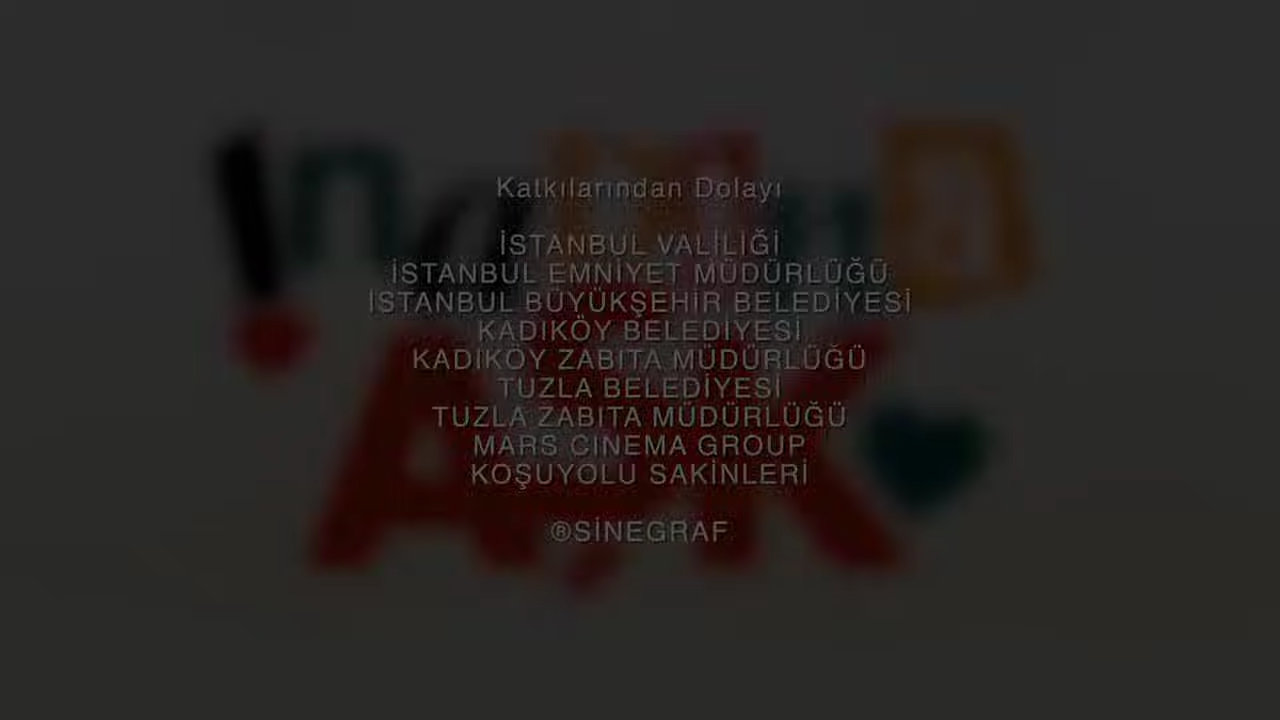 Katkılarından Dolayı
İSTANBUL VALİLİĞİ
İSTANBUL EMNİYET MÜDÜRLÜĞÜ
İSTANBUL BÜYÜKŞEHİR BELEDİYESİ
KADIKÖY BELEDİYESİ
KADIKÖY ZABITA MÜDÜRLÜĞÜ
TUZLA BELEDİYESİ
TUZLA ZABITA MÜDÜRLÜĞÜ
MARS CINEMA GROUP
KOŞUYOLU SAKİNLERİ
®SİNEGRAF
AŞK